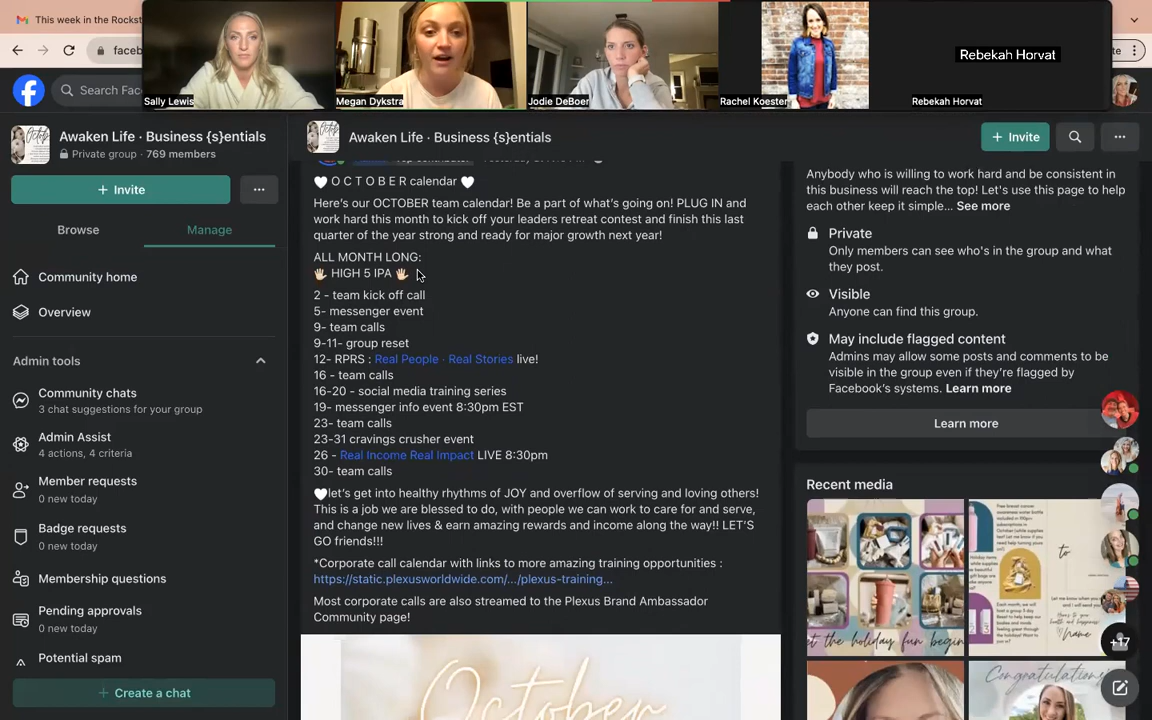 This week in the Rockst
faceb
te
Rebekah Horvat
Sally Lewis
Megan Dykstra
Jodie DeBoer
Rachel Koester
Rebekah Horvat
Search Fac
Awaken Life · Business {s}entials
Private group · 769 members
+ Invite
Browse
Manage
Community home
Overview
Admin tools
Community chats
3 chat suggestions for your group
Admin Assist
4 actions, 4 criteria
Member requests
0 new today
Badge requests
0 new today
Membership questions
Pending approvals
0 new today
Potential spam
+ Create a chat
Awaken Life · Business {s}entials
+ Invite
🤍 O C T O B E R calendar 🤍
Here's our OCTOBER team calendar! Be a part of what's going on! PLUG IN and
work hard this month to kick off your leaders retreat contest and finish this last
quarter of the year strong and ready for major growth next year!
ALL MONTH LONG:
🖐🏻 HIGH 5 IPA 🖐🏻
2 - team kick off call
5- messenger event
9- team calls
9-11- group reset
12- RPRS : Real People · Real Stories live!
16 - team calls
16-20 - social media training series
19- messenger info event 8:30pm EST
23- team calls
23-31 cravings crusher event
26 - Real Income Real Impact LIVE 8:30pm
30- team calls
🤍let's get into healthy rhythms of JOY and overflow of serving and loving others!
This is a job we are blessed to do, with people we can work to care for and serve,
and change new lives & earn amazing rewards and income along the way!! LET'S
GO friends!!!
*Corporate call calendar with links to more amazing training opportunities :
https://static.plexusworldwide.com/.../plexus-training...
Most corporate calls are also streamed to the Plexus Brand Ambassador
Community page!
October
Anybody who is willing to work hard and be consistent in
this business will reach the top! Let's use this page to help
each other keep it simple... See more
Private
Only members can see who's in the group and what
they post.
Visible
Anyone can find this group.
May include flagged content
Admins may allow some posts and comments to be
visible in the group even if they're flagged by
Facebook's systems. Learn more
Learn more
Recent media
let the holiday fun begin
to
name
Congratulations
+17